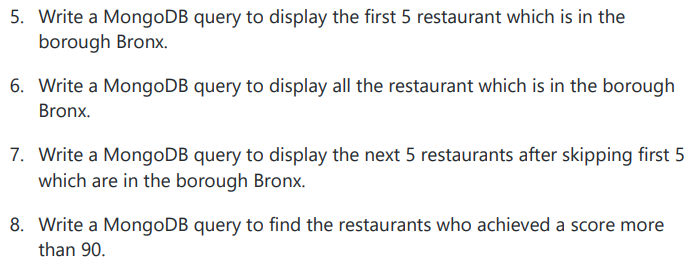 5. Write a MongoDB query to display the first 5 restaurant which is in the
borough Bronx.
6. Write a MongoDB query to display all the restaurant which is in the borough
Bronx.
7. Write a MongoDB query to display the next 5 restaurants after skipping first 5
which are in the borough Bronx.
8. Write a MongoDB query to find the restaurants who achieved a score more
than 90.